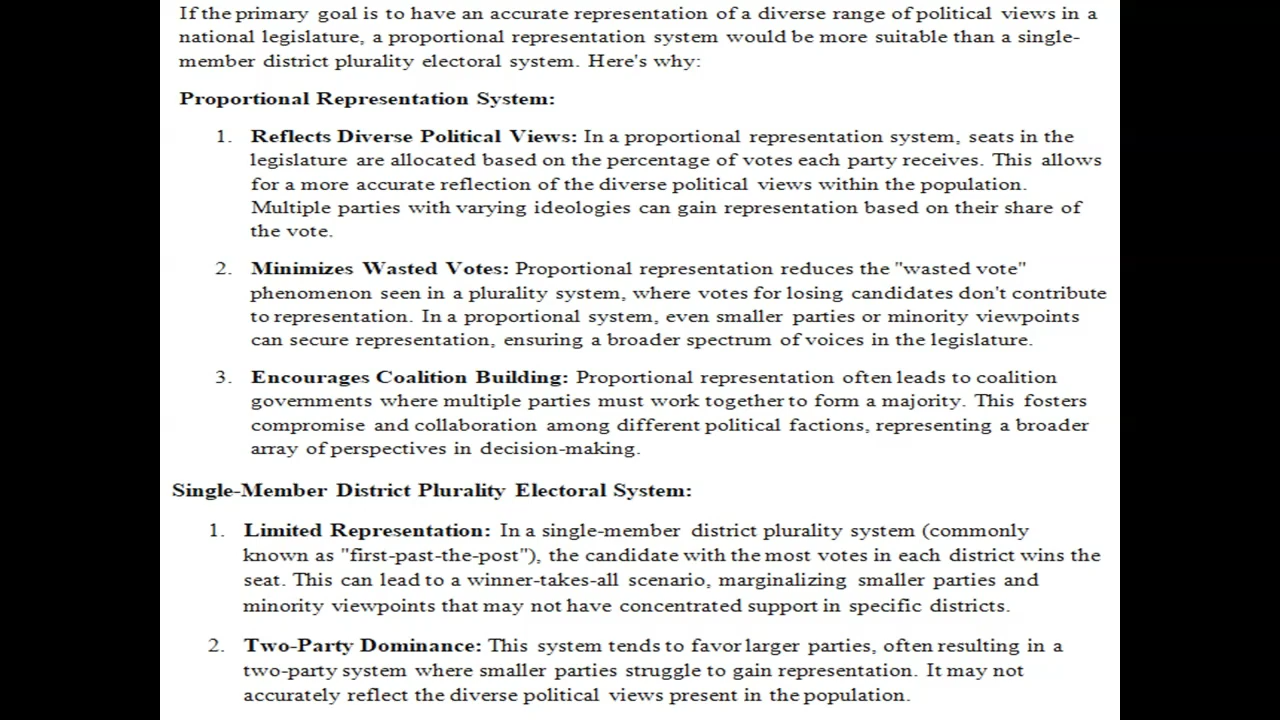 If the primary goal is to have an accurate representation of a diverse range of political views in a
national legislature, a proportional representation system would be more suitable than a single-
member district plurality electoral system. Here's why:
Proportional Representation System:
1. Reflects Diverse Political Views: In a proportional representation system, seats in the
legislature are allocated based on the percentage of votes each party receives. This allows
for a more accurate reflection of the diverse political views within the population.
Multiple parties with varying ideologies can gain representation based on their share of
the vote.
2. Minimizes Wasted Votes: Proportional representation reduces the "wasted vote"
phenomenon seen in a plurality system, where votes for losing candidates don't contribute
to representation. In a proportional system, even smaller parties or minority viewpoints
can secure representation, ensuring a broader spectrum of voices in the legislature.
3. Encourages Coalition Building: Proportional representation often leads to coalition
governments where multiple parties must work together to form a majority. This fosters
compromise and collaboration among different political factions, representing a broader
array of perspectives in decision-making.
Single-Member District Plurality Electoral System:
1. Limited Representation: In a single-member district plurality system (commonly
known as "first-past-the-post"), the candidate with the most votes in each district wins the
seat. This can lead to a winner-takes-all scenario, marginalizing smaller parties and
minority viewpoints that may not have concentrated support in specific districts.
2. Two-Party Dominance: This system tends to favor larger parties, often resulting in a
two-party system where smaller parties struggle to gain representation. It may not
accurately reflect the diverse political views present in the population.